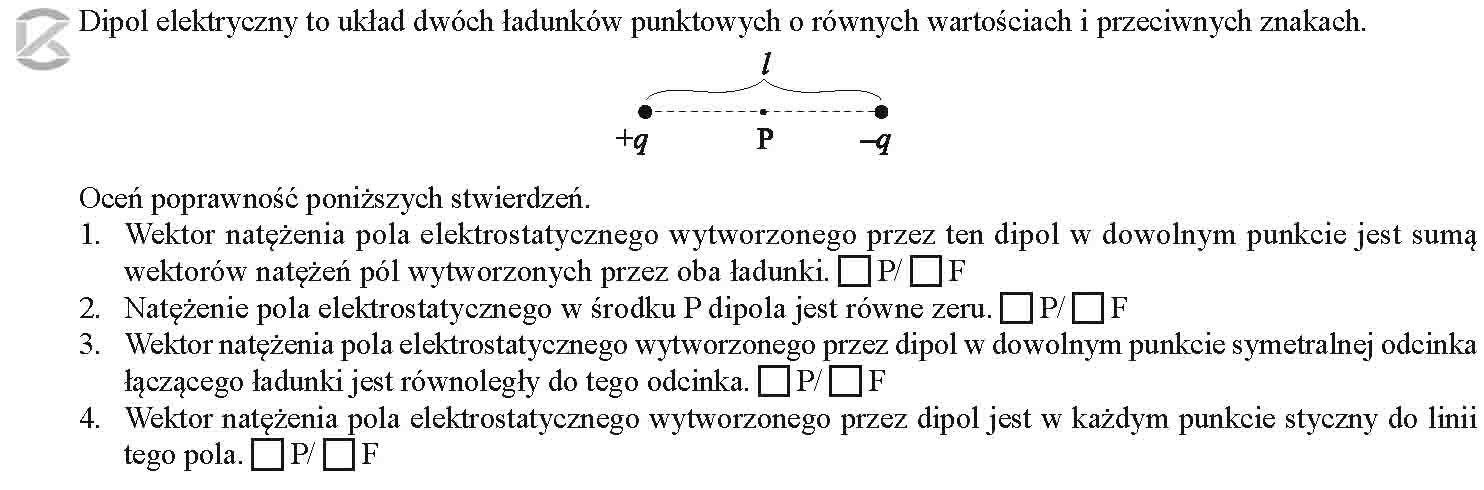 Dipol elektryczny to układ dwóch ładunków punktowych o równych wartościach i przeciwnych znakach.
l
+q P –q
Oceń poprawność poniższych stwierdzeń.
1. Wektor natężenia pola elektrostatycznego wytworzonego przez ten dipol w dowolnym punkcie jest sumą
wektorów natężeń pól wytworzonych przez oba ładunki. □ P/ □ F
2. Natężenie pola elektrostatycznego w środku P dipola jest równe zeru. □ P/ □ F
3. Wektor natężenia pola elektrostatycznego wytworzonego przez dipol w dowolnym punkcie symetralnej odcinka
łączącego ładunki jest równoległy do tego odcinka. □ P/ □ F
4. Wektor natężenia pola elektrostatycznego wytworzonego przez dipol jest w każdym punkcie styczny do linii
tego pola. □ P/ □ F